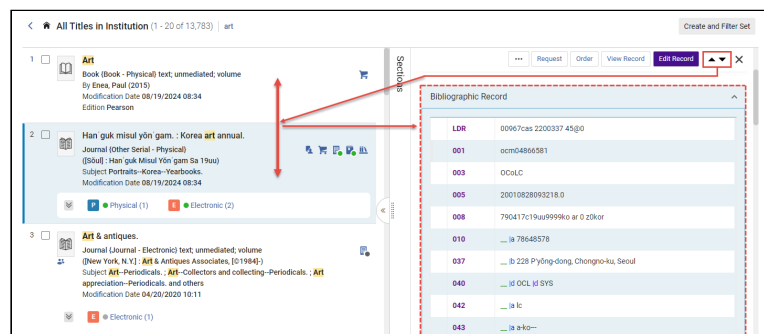 All Titles in Institution (1 - 20 of 13,783) art
Create and Filter Set
1
Art
Book (Book - Physical) text; unmediated; volume
By Enea, Paul (2015)
Modification Date 08/19/2024 08:34
Edition Pearson
2
Han'guk misul yŏn'gam. : Korea art annual.
Journal (Other Serial - Physical)
([Sŏul] : Han'guk Misul Yŏn'gam Sa 19uu)
Subject Portraits--Korea--Yearbooks.
Modification Date 08/19/2024 08:34
P Physical (1) E Electronic (2)
3
Art & antiques.
Journal (Journal - Electronic) text; unmediated; volume
([New York, N.Y.] : Art & Antiques Associates, [©1984]-)
Subject Art--Periodicals. ; Art--Collectors and collecting--Periodicals. ; Art
appreciation--Periodicals. and others
Modification Date 04/20/2020 10:11
E Electronic (1)
Sections
Request Order View Record Edit Record
Bibliographic Record
LDR 00967cas 2200337 45@0
001 ocm04866581
003 OCoLC
005 20010828093218.0
008 790417c19uu9999ko ar 0 z0kor
010 __ |a 78648578
037 __ |b 228 P'yŏng-dong, Chongno-ku, Seoul
040 __ |d OCL |d SYS
042 __ |a lc
043 __ |a a-ko---